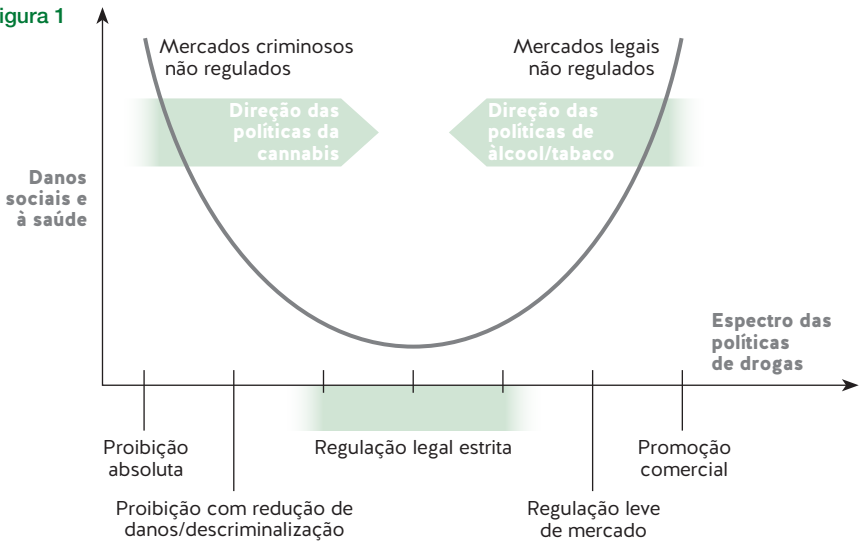 igura 1
Mercados criminosos
não regulados
Mercados legais
não regulados
Direção das
políticas da
cannabis
Direção das
políticas de
àlcool/tabaco
Danos
sociais e
à saúde
Espectro das
políticas
de drogas
Proibição
absoluta
Regulação legal estrita
Promoção
comercial
Proibição com redução de
danos/descriminalização
Regulação leve
de mercado